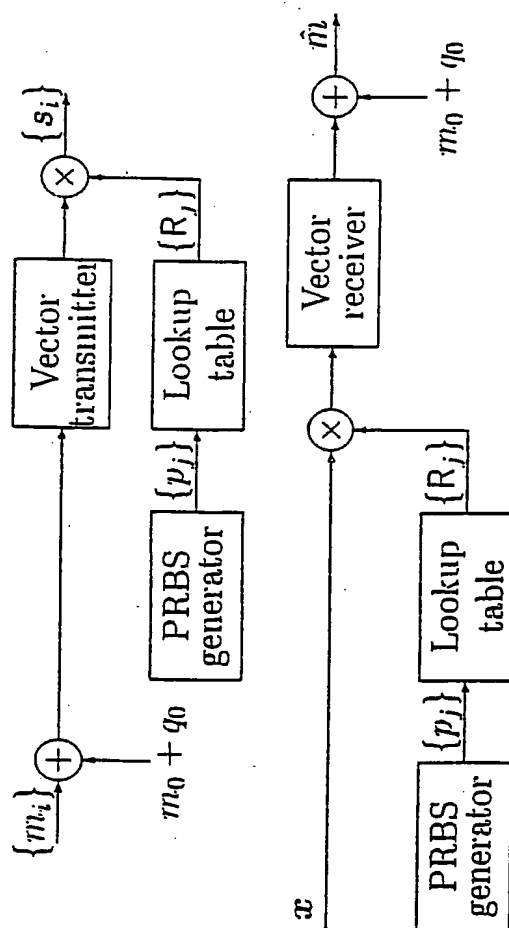 {m_i}
m_0 + q_0
Vector
transmitter
{s_i}
PRBS
generator
{p_j}
Lookup
table
{R_j}
x
PRBS
generator
{p_j}
Lookup
table
{R_j}
Vector
receiver
m̂
m_0 + q_0